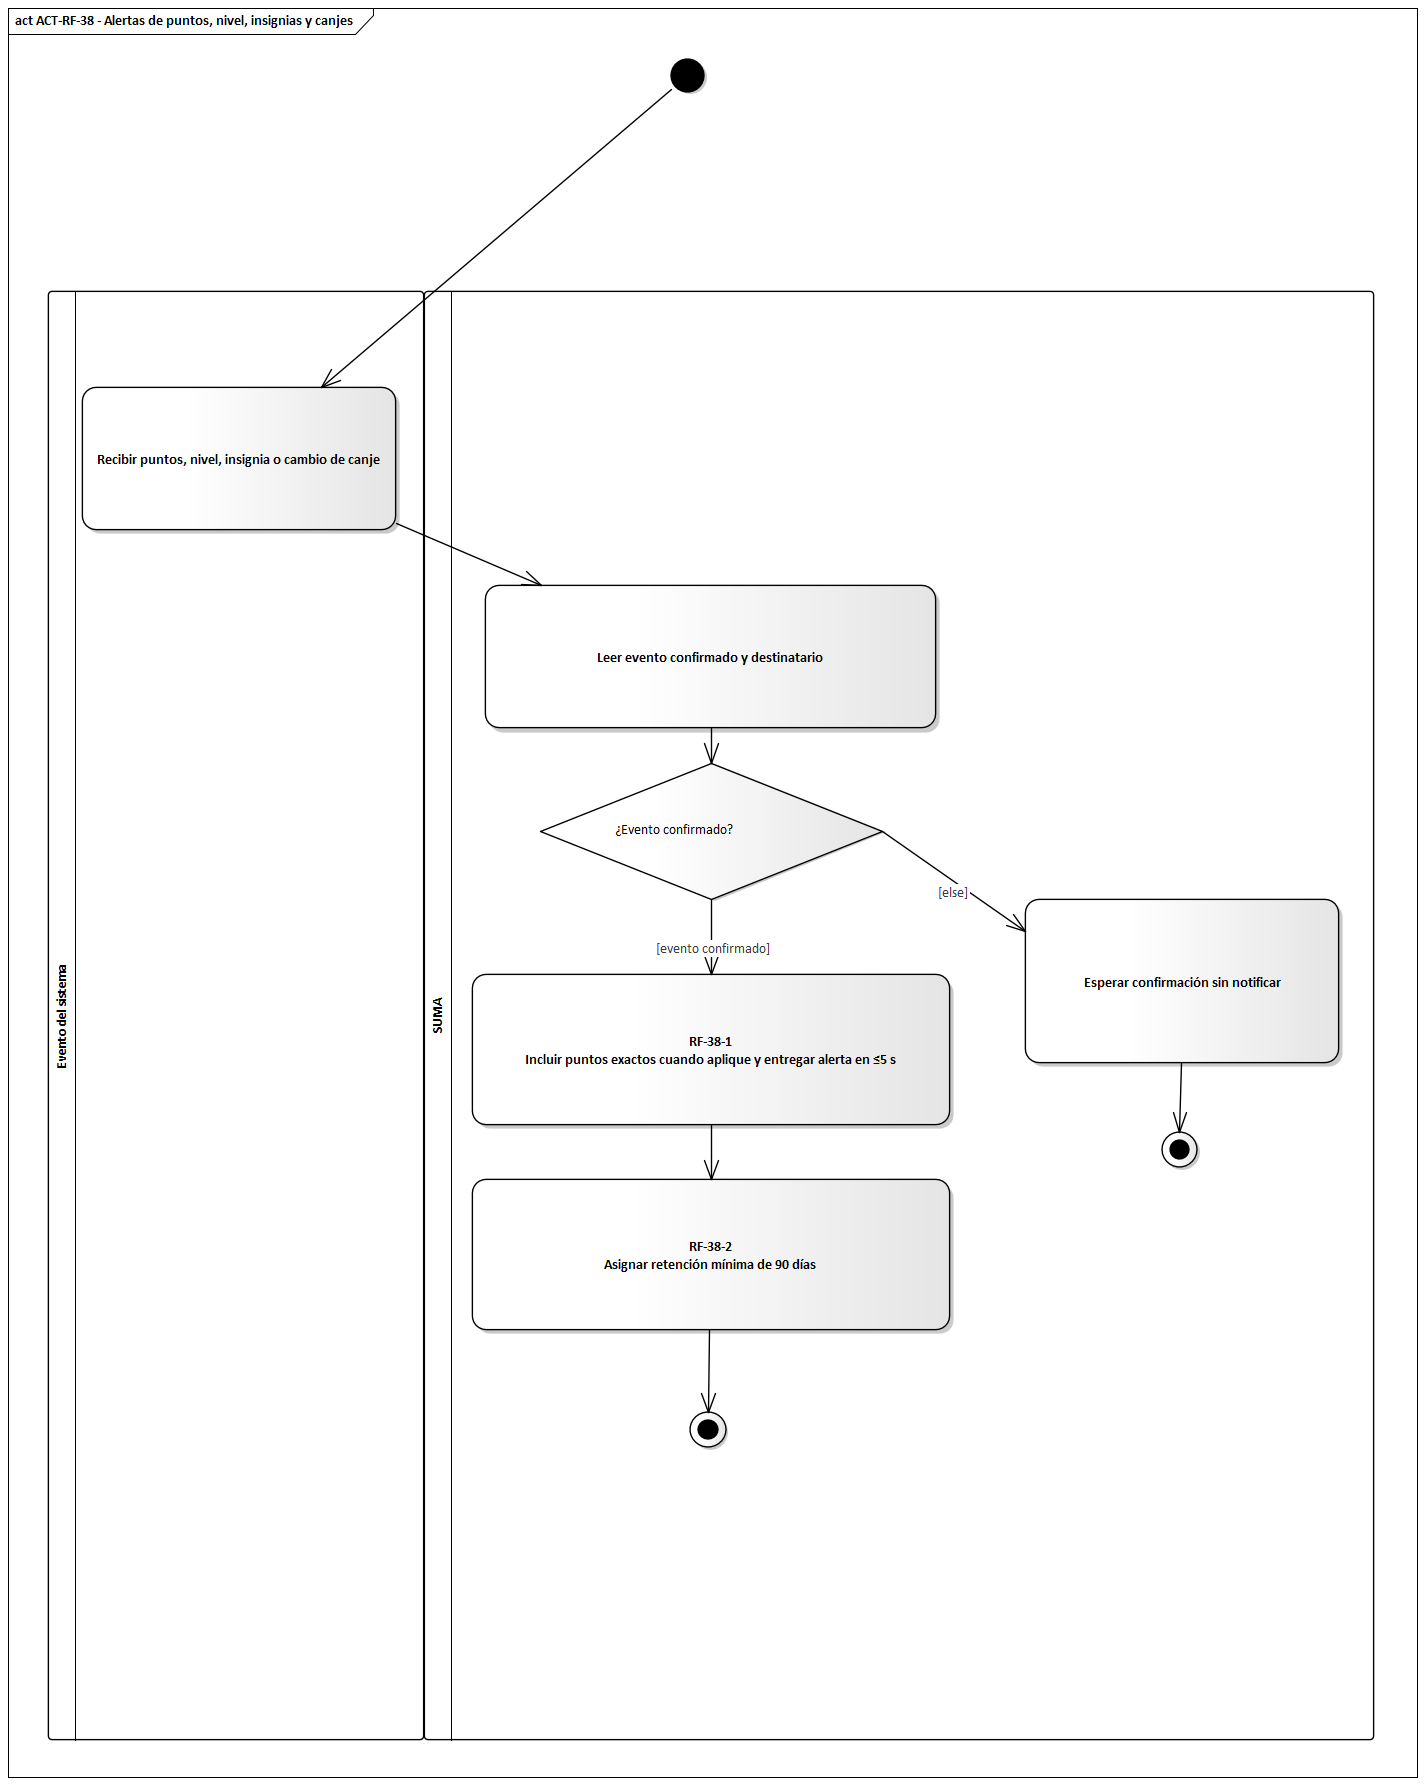 act ACT-RF-38 - Alertas de puntos, nivel, insignias y canjes
Evento del sistema
SUMA
Recibir puntos, nivel, insignia o cambio de canje
Leer evento confirmado y destinatario
¿Evento confirmado?
[else]
[evento confirmado]
Esperar confirmación sin notificar
RF-38-1
Incluir puntos exactos cuando aplique y entregar alerta en ≤5 s
RF-38-2
Asignar retención mínima de 90 días